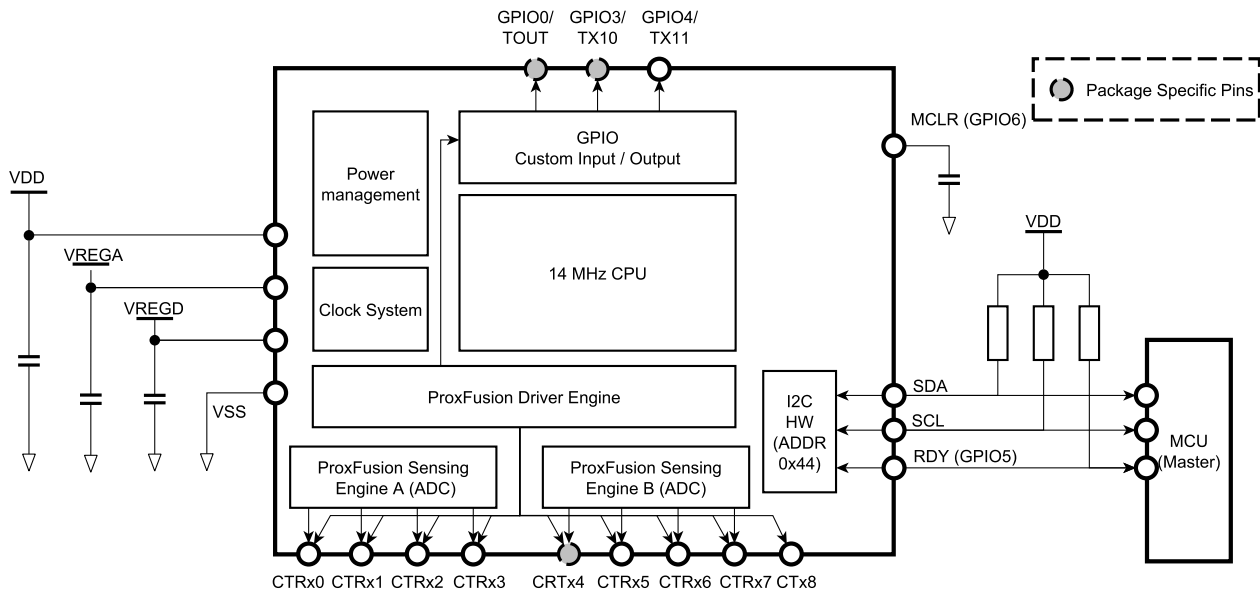 GPIO0/
TOUT
GPIO3/
TX10
GPIO4/
TX11
Package Specific Pins
MCLR (GPIO6)
GPIO
Custom Input / Output
Power
management
VDD
VREGA
VREGD
VSS
Clock System
14 MHz CPU
VDD
ProxFusion Driver Engine
I2C
HW
(ADDR
0x44)
SDA
SCL
RDY (GPIO5)
MCU
(Master)
ProxFusion Sensing
Engine A (ADC)
ProxFusion Sensing
Engine B (ADC)
CTRx0
CTRx1
CTRx2
CTRx3
CRTx4
CTRx5
CTRx6
CTRx7
CTx8